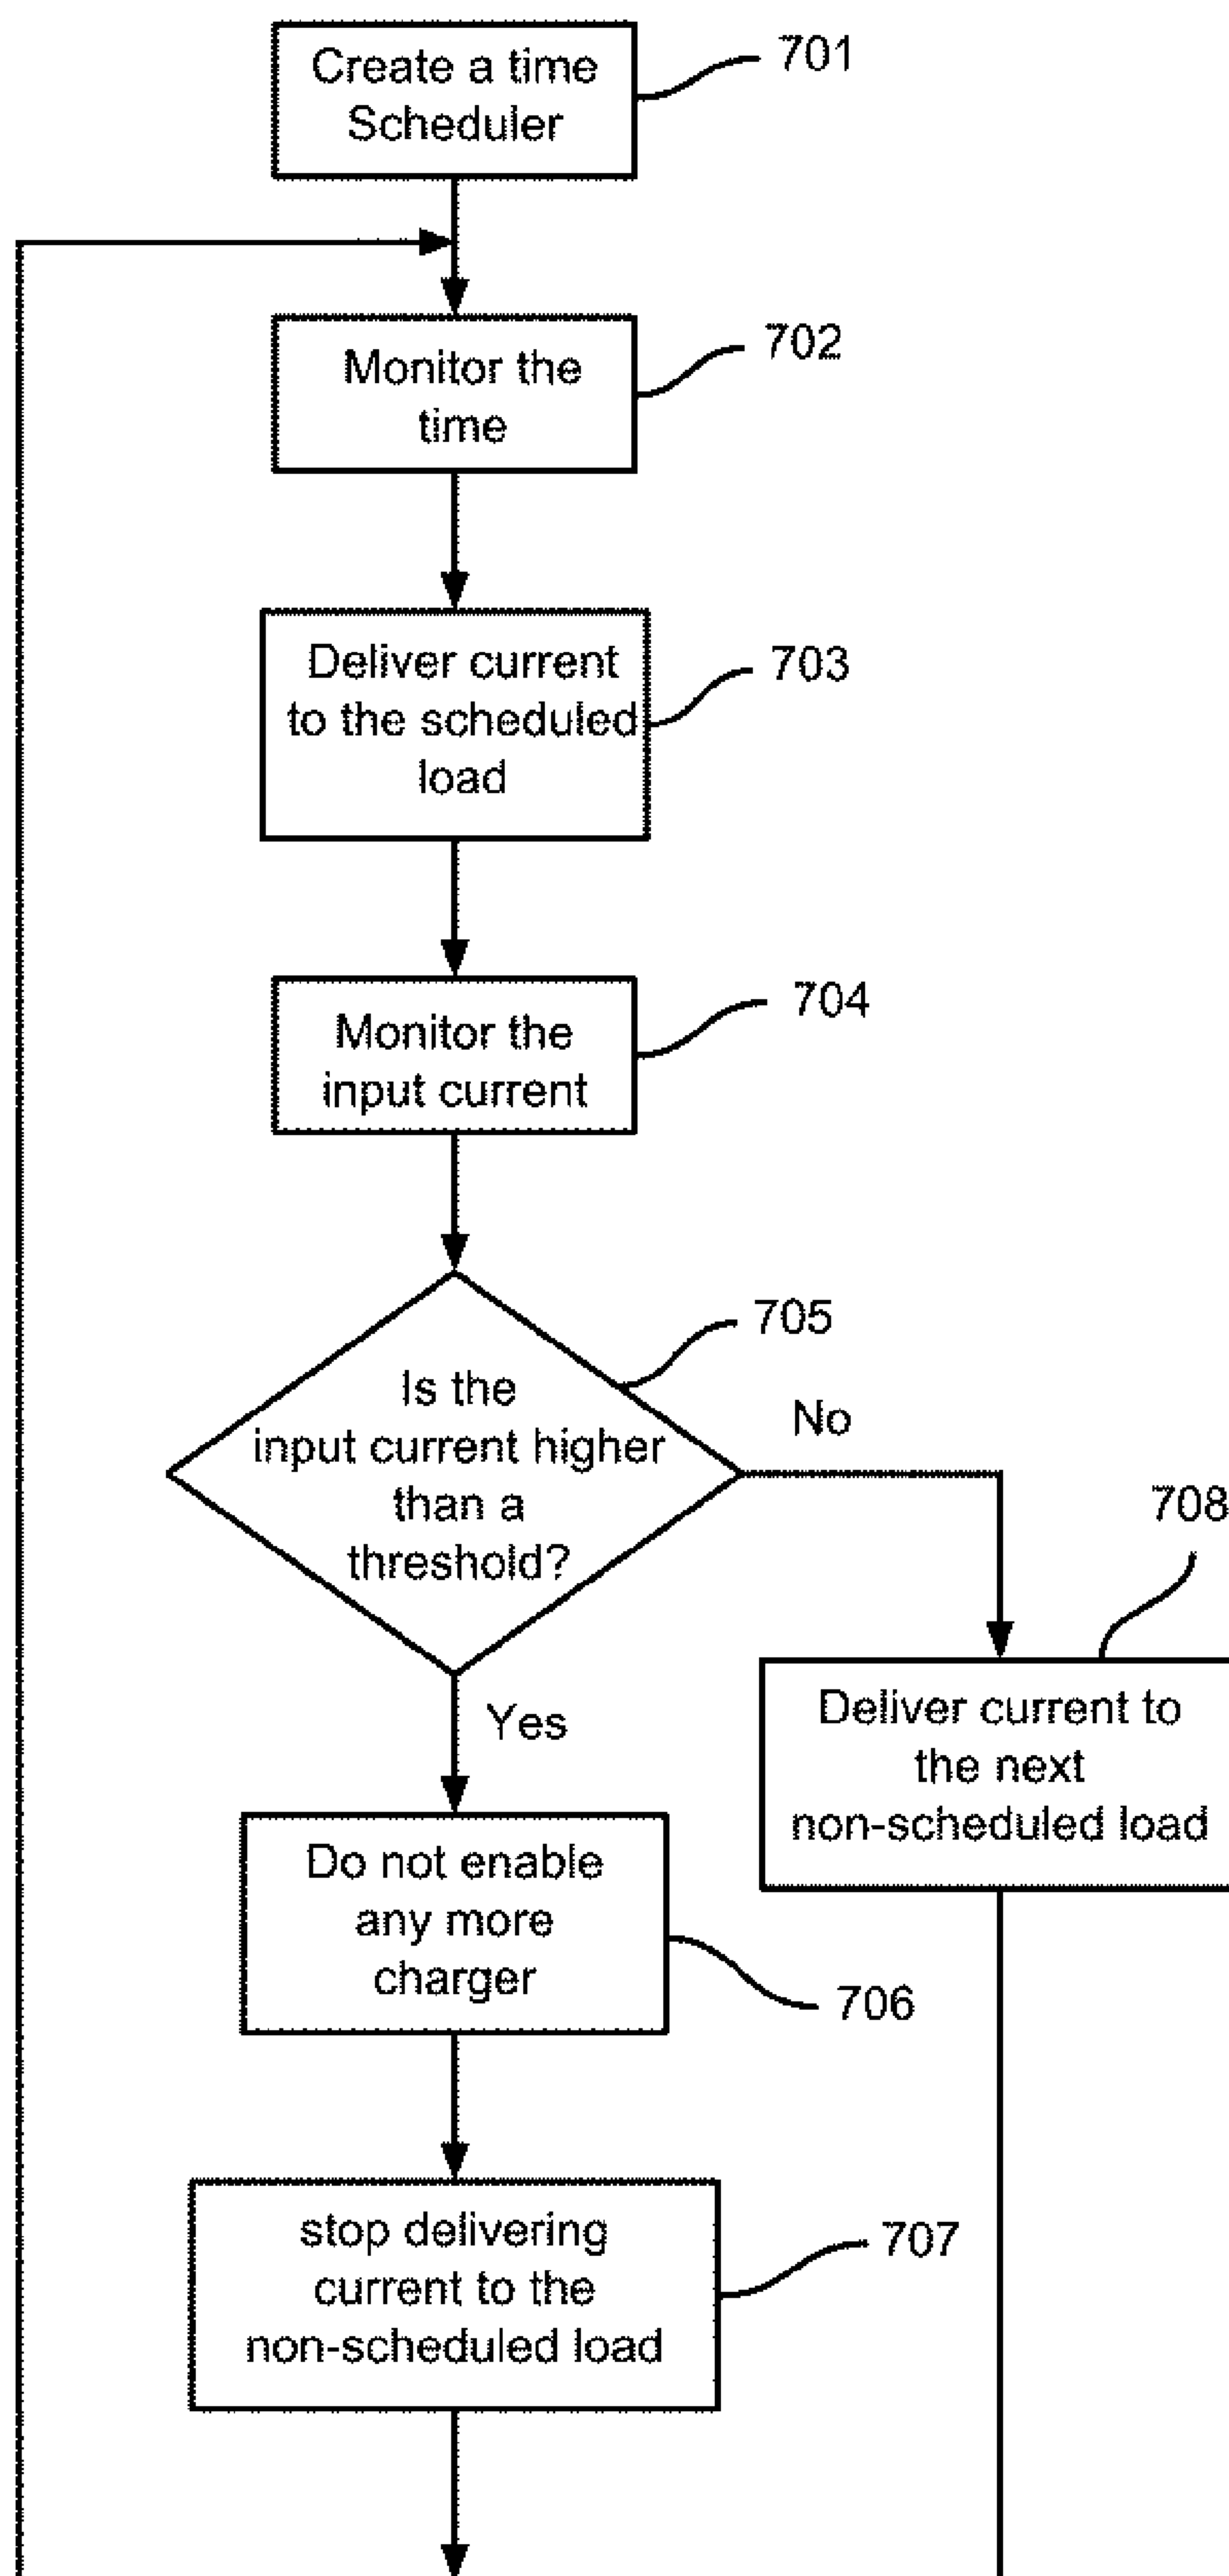 Create a time
Scheduler
701
Monitor the
time
702
Deliver current
to the scheduled
load
703
Monitor the
input current
704
Is the
input current higher
than a
threshold?
705
No
Yes
708
Deliver current to
the next
non-scheduled load
Do not enable
any more
charger
706
stop delivering
current to the
non-scheduled load
707